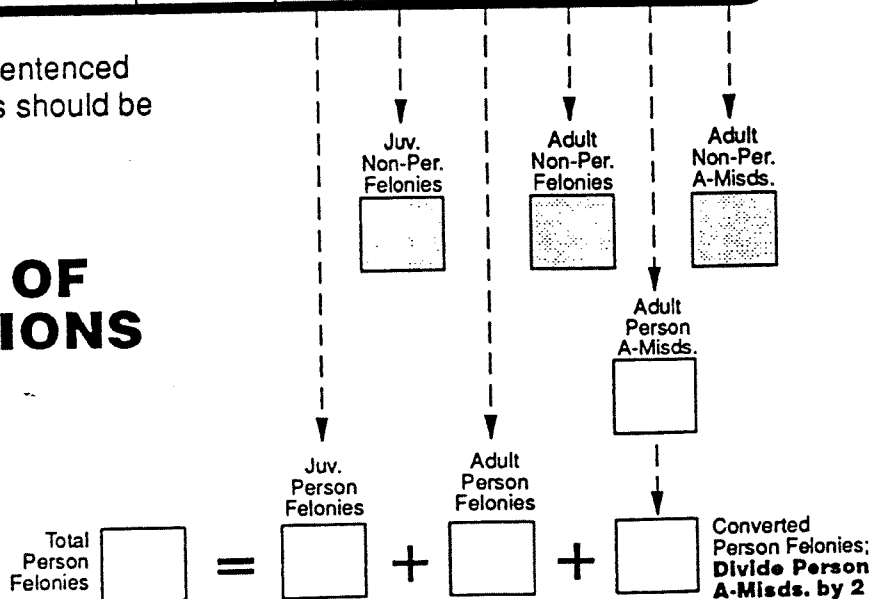 entenced
s should be
Juv.
Non-Per.
Felonies
Adult
Non-Per.
Felonies
Adult
Non-Per.
A-Misds.
OF
IONS
Adult
Person
A-Misds.
Juv.
Person
Felonies
Adult
Person
Felonies
Total
Person
Felonies
=
+
+
Converted
Person Felonies;
Divide Person
A-Misds. by 2